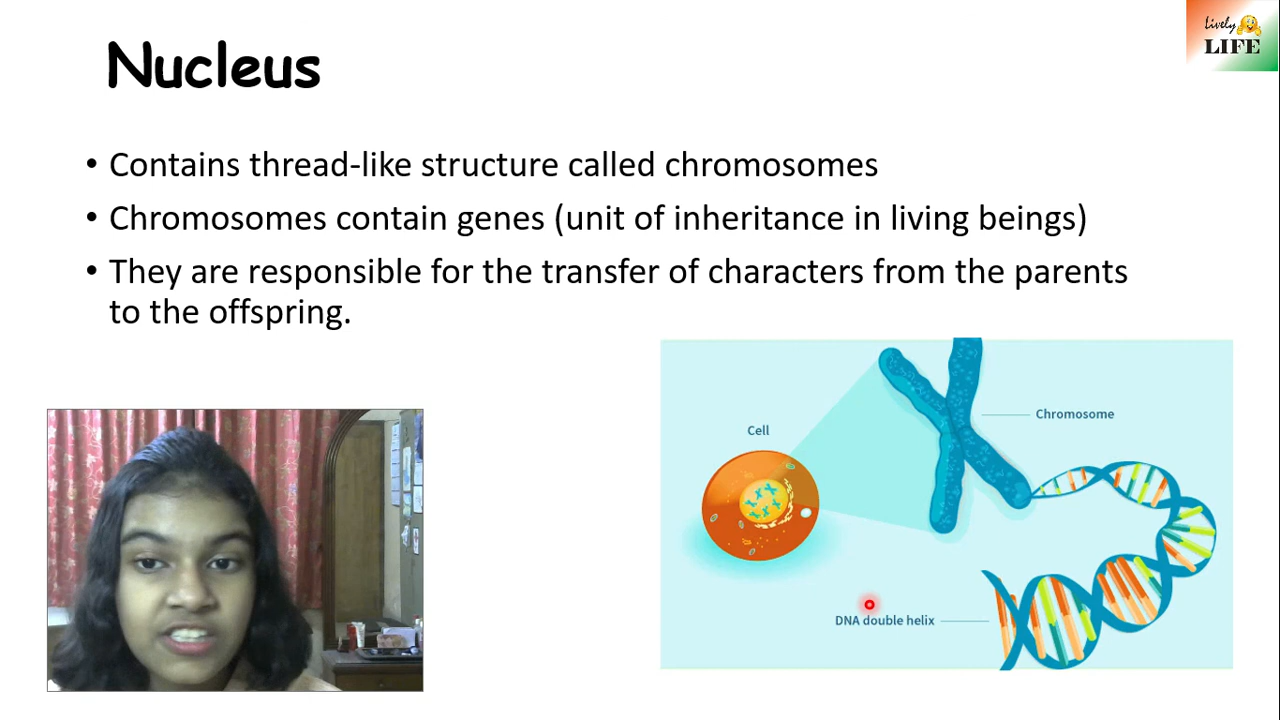 Lively
LIFE
Nucleus
• Contains thread-like structure called chromosomes
• Chromosomes contain genes (unit of inheritance in living beings)
• They are responsible for the transfer of characters from the parents
to the offspring.
Chromosome
Cell
DNA double helix